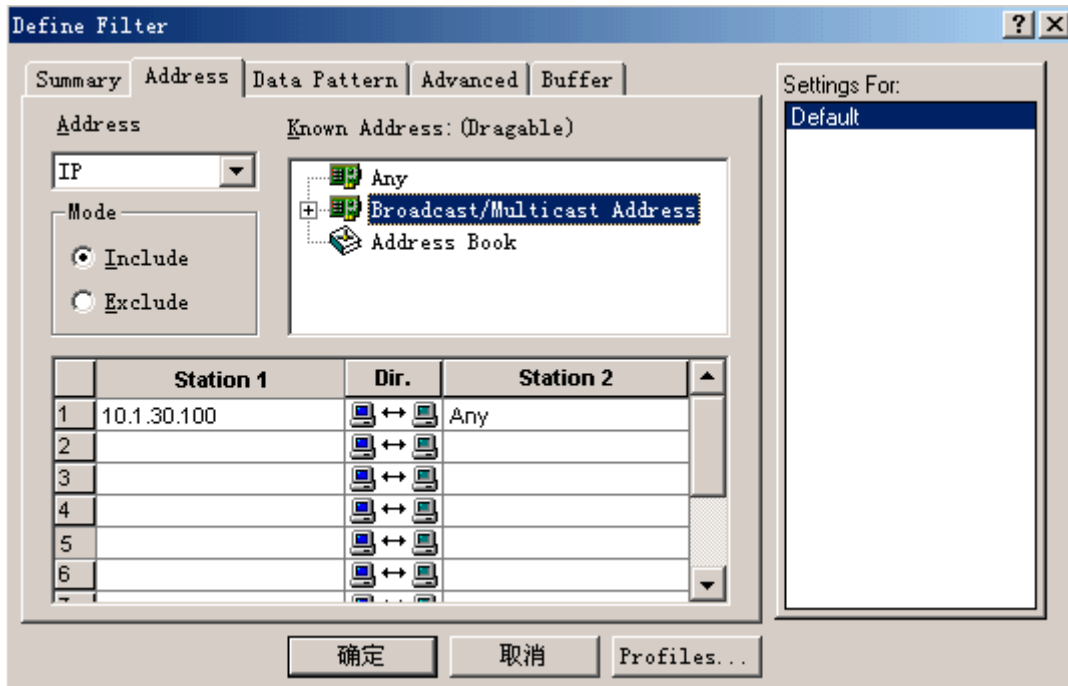 Define Filter
Summary Address Data Pattern Advanced Buffer
Address
IP
Mode
Include
Exclude
Known Address: (Dragable)
Any
Broadcast/Multicast Address
Address Book
Station 1 Dir. Station 2
1 10.1.30.100 Any
2
3
4
5
6
Settings For:
Default
确定 取消 Profiles...